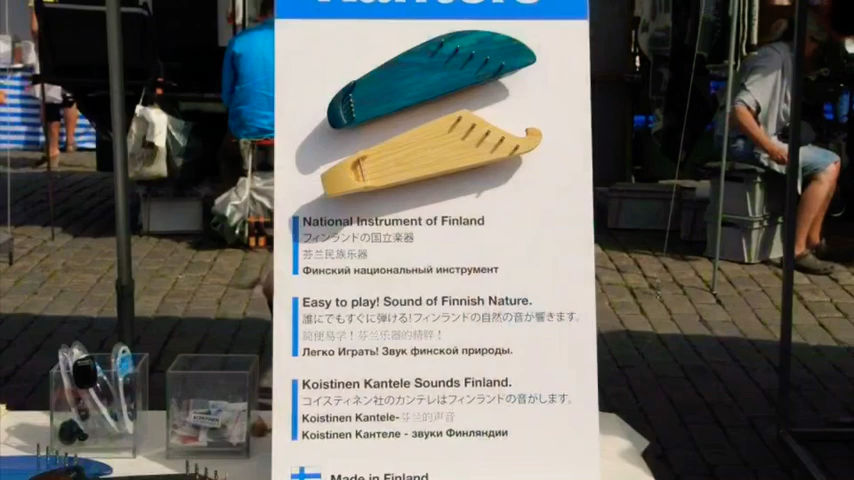 Kantele
National Instrument of Finland
フィンランドの国立楽器
芬兰民族乐器
Финский национальный инструмент
Easy to play! Sound of Finnish Nature.
誰にでもすぐに弾ける!フィンランドの自然の音が響きます。
简便易学！芬兰乐器的精粹！
Легко Играть! Звук финской природы.
Koistinen Kantele Sounds Finland.
コイスティネン社のカンテレはフィンランドの音がします。
Koistinen Kantele-芬兰的声音
Koistinen Кантеле - звуки Финляндии
Made in Finland